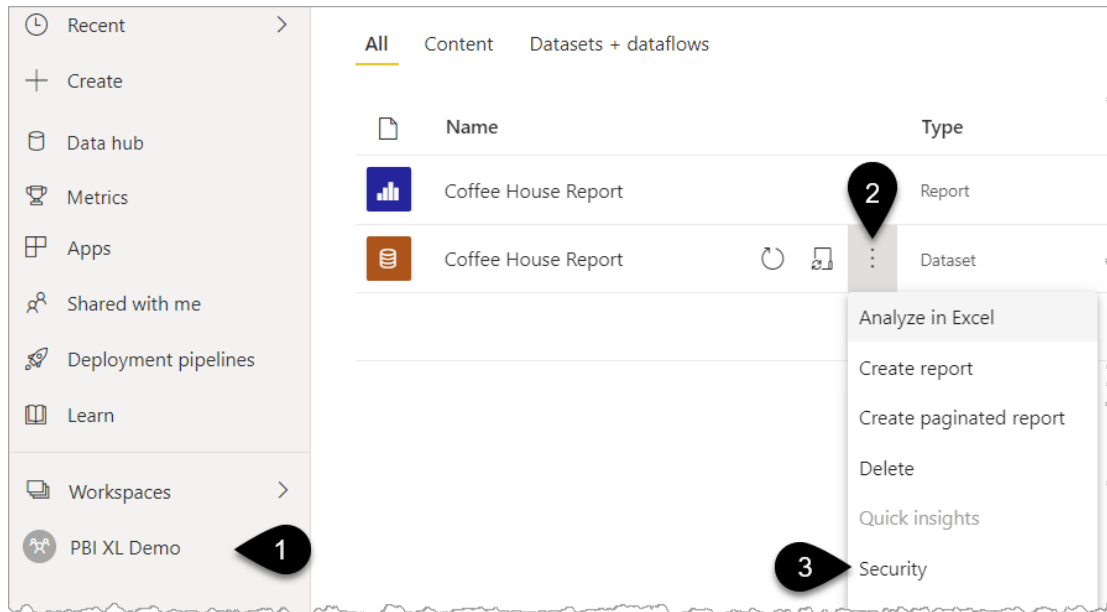 Recent
Create
Data hub
Metrics
Apps
Shared with me
Deployment pipelines
Learn
Workspaces
PBI XL Demo
1
All Content Datasets + dataflows
Name Type
Coffee House Report Report
2
Coffee House Report Dataset
Analyze in Excel
Create report
Create paginated report
Delete
Quick insights
3
Security